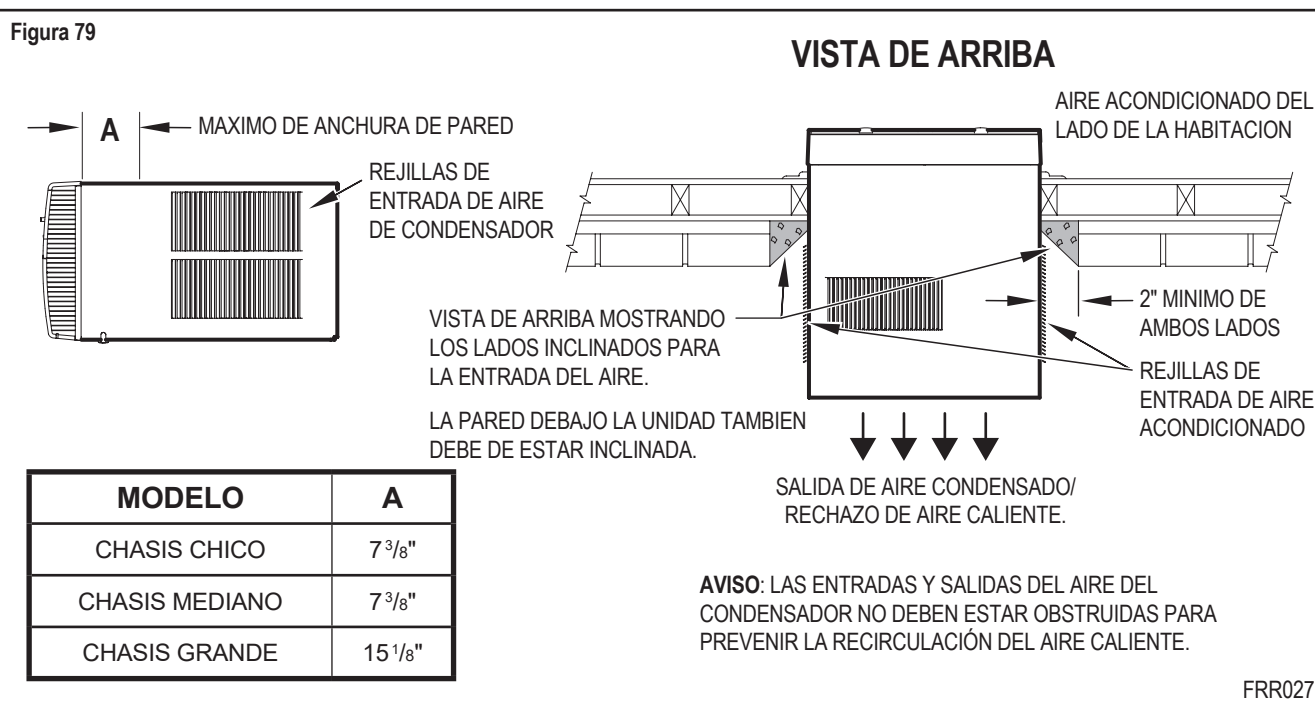 Figura 79
VISTA DE ARRIBA
A
MAXIMO DE ANCHURA DE PARED
REJILLAS DE
ENTRADA DE AIRE
DE CONDENSADOR
AIRE ACONDICIONADO DEL
LADO DE LA HABITACION
VISTA DE ARRIBA MOSTRANDO
LOS LADOS INCLINADOS PARA
LA ENTRADA DEL AIRE.
LA PARED DEBAJO LA UNIDAD TAMBIEN
DEBE DE ESTAR INCLINADA.
2" MINIMO DE
AMBOS LADOS
REJILLAS DE
ENTRADA DE AIRE
ACONDICIONADO
SALIDA DE AIRE CONDENSADO/
RECHAZO DE AIRE CALIENTE.
MODELO A
CHASIS CHICO 7 3/8"
CHASIS MEDIANO 7 3/8"
CHASIS GRANDE 15 1/8"
AVISO: LAS ENTRADAS Y SALIDAS DEL AIRE DEL
CONDENSADOR NO DEBEN ESTAR OBSTRUIDAS PARA
PREVENIR LA RECIRCULACIÓN DEL AIRE CALIENTE.
FRR027